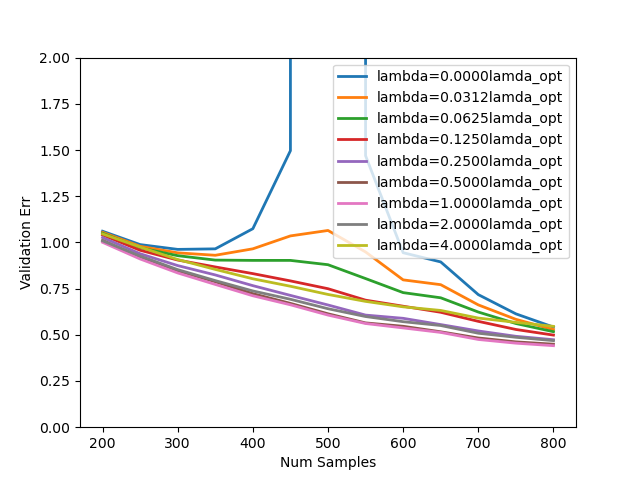 2.00
1.75
1.50
1.25
1.00
0.75
0.50
0.25
0.00
Validation Err
200
300
400
500
600
700
800
Num Samples
lambda=0.0000lamda_opt
lambda=0.0312lamda_opt
lambda=0.0625lamda_opt
lambda=0.1250lamda_opt
lambda=0.2500lamda_opt
lambda=0.5000lamda_opt
lambda=1.0000lamda_opt
lambda=2.0000lamda_opt
lambda=4.0000lamda_opt